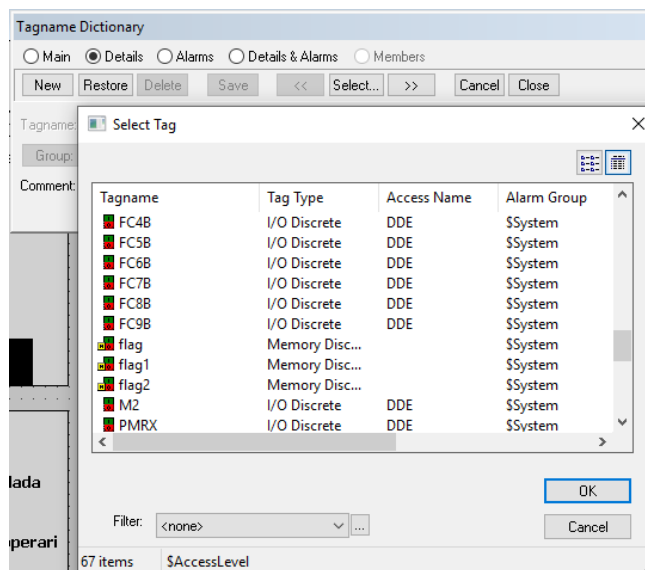 Tagname Dictionary
Main Details Alarms Details & Alarms Members
New Restore Delete Save << Select... >> Cancel Close
Tagname:
Select Tag
Group:
Comment:
Tagname Tag Type Access Name Alarm Group
FC4B I/O Discrete DDE $System
FC5B I/O Discrete DDE $System
FC6B I/O Discrete DDE $System
FC7B I/O Discrete DDE $System
FC8B I/O Discrete DDE $System
FC9B I/O Discrete DDE $System
flag Memory Disc... $System
flag1 Memory Disc... $System
flag2 Memory Disc... $System
M2 I/O Discrete DDE $System
PMRX I/O Discrete DDE $System
lada
OK
Filter: <none> ... Cancel
operari
67 items $AccessLevel